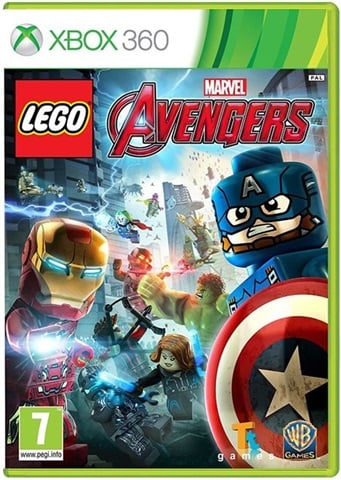 XBOX 360
PAL
LEGO
MARVEL
AVENGERS
A
7
www.pegi.info
TT
games
WB
GAMES